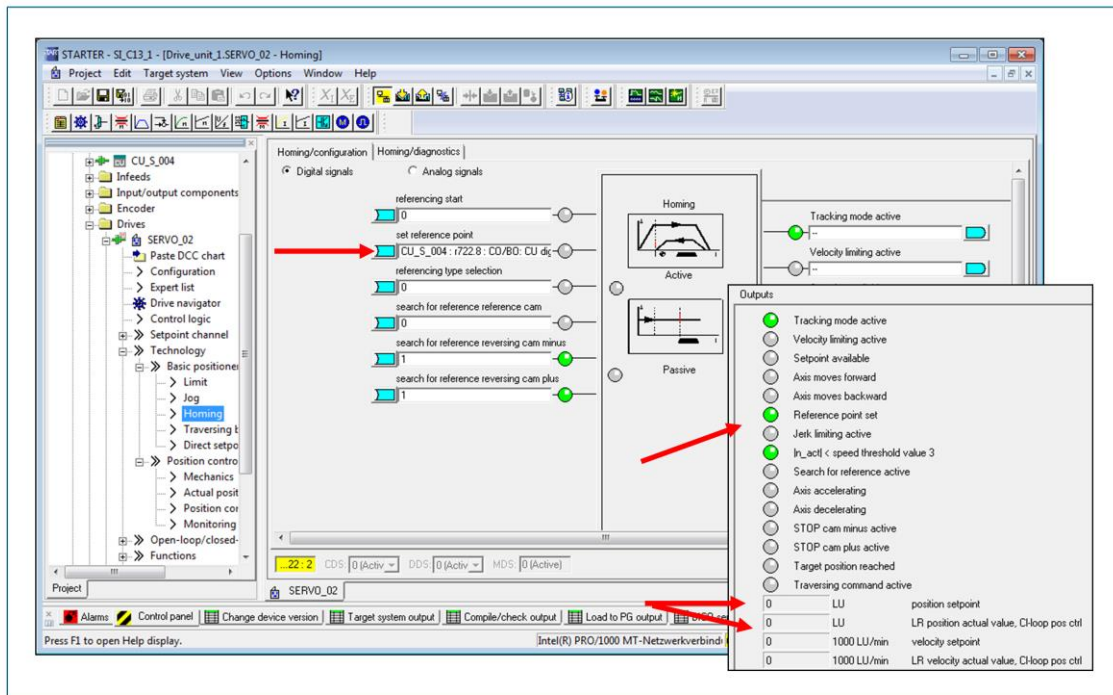 STARTER - SI_C13_1 - [Drive_unit_1.SERVO_02 - Homing]
Project Edit Target system View Options Window Help
CU_S_004
Infeeds
Input/output components
Encoder
Drives
SERVO_02
Paste DCC chart
Configuration
Expert list
Drive navigator
Control logic
Setpoint channel
Technology
Basic positioner
Limit
Jog
Homing
Traversing b
Direct setpo
Position contro
Mechanics
Actual posit
Position cor
Monitoring
Open-loop/closed-
Functions
Project
Homing/configuration Homing/diagnostics
Digital signals Analog signals
referencing start
0
set reference point
CU_S_004 : r722.8 : CO/BO: CU dig
referencing type selection
0
search for reference reference cam
0
search for reference reversing cam minus
1
search for reference reversing cam plus
1
Homing
Active
Passive
Tracking mode active
--
Velocity limiting active
--
Outputs
Tracking mode active
Velocity limiting active
Setpoint available
Axis moves forward
Axis moves backward
Reference point set
Jerk limiting active
|n_act| < speed threshold value 3
Search for reference active
Axis accelerating
Axis decelerating
STOP cam minus active
STOP cam plus active
Target position reached
Traversing command active
0 LU position setpoint
0 LU LR position actual value, Cl-loop pos ctrl
0 1000 LU/min velocity setpoint
0 1000 LU/min LR velocity actual value, Cl-loop pos ctrl
...22 : 2 CDS: 0 (Activ DDS: 0 (Activ MDS: 0 (Active)
SERVO_02
Alarms Control panel Change device version Target system output Compile/check output Load to PG output
Press F1 to open Help display. Intel(R) PRO/1000 MT-Netzwerkverbind